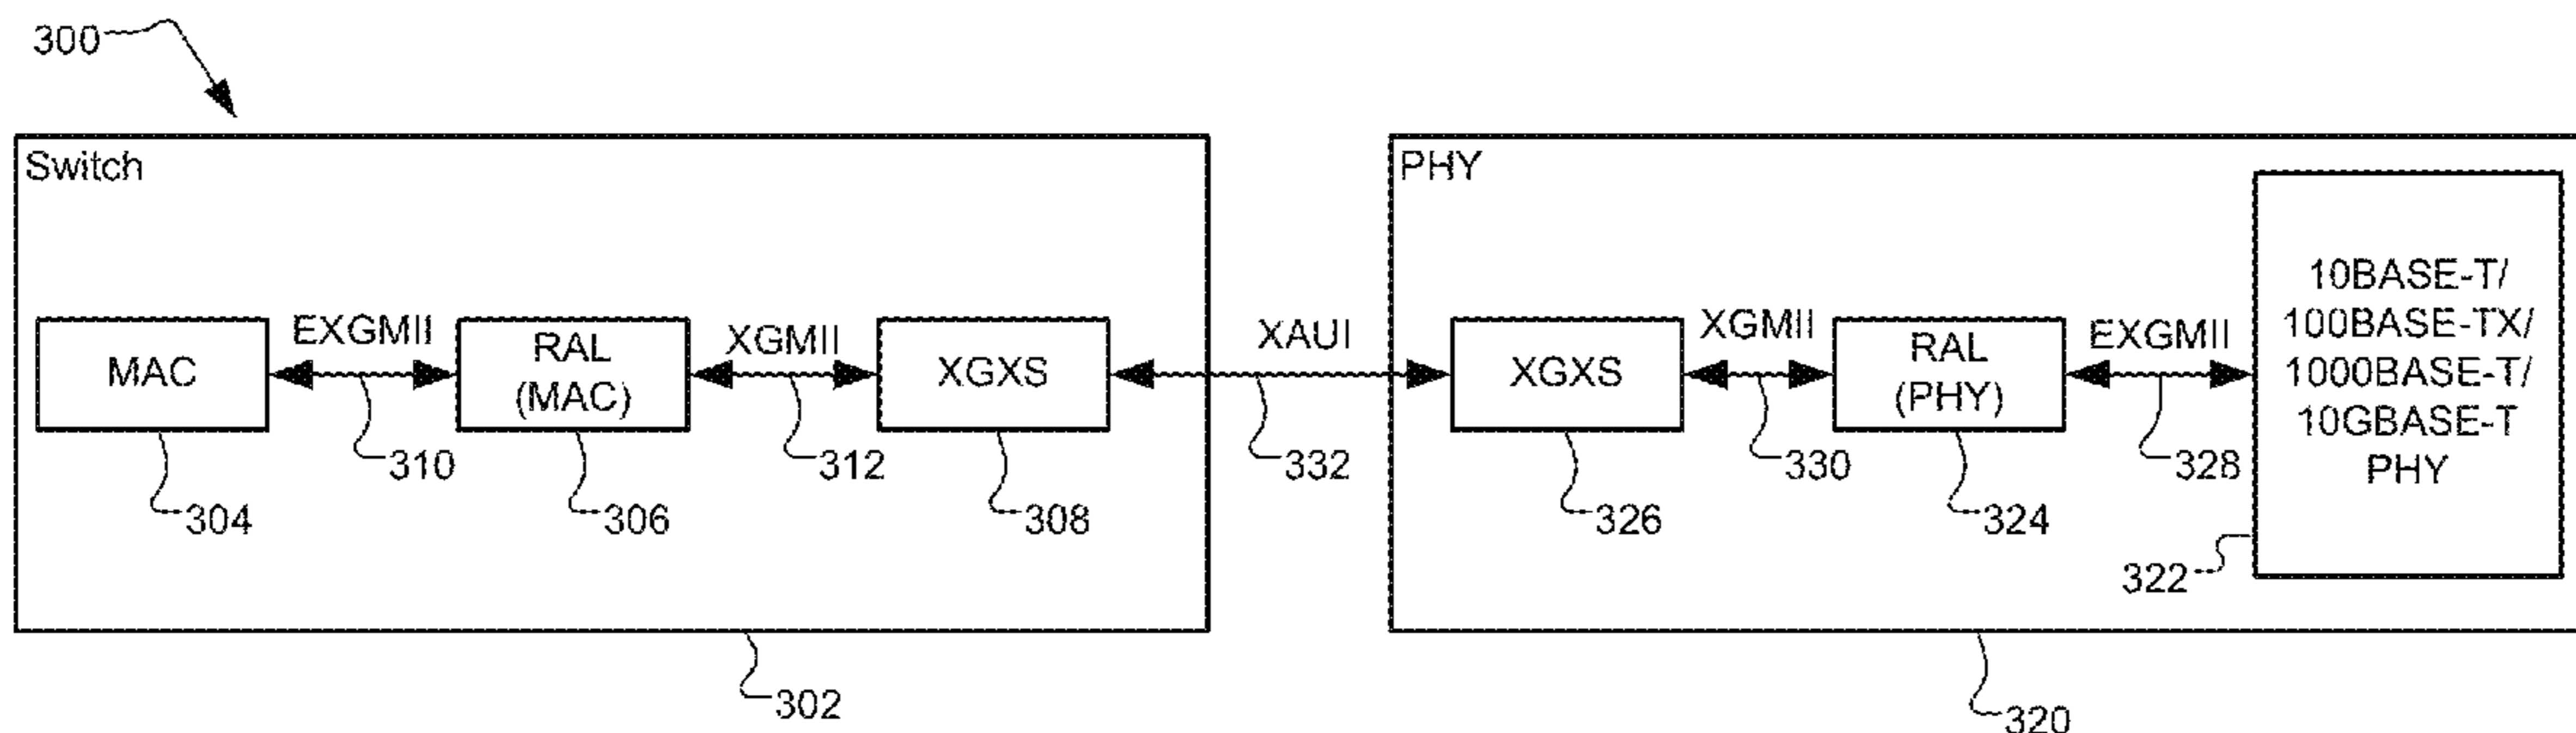 300
Switch
PHY
MAC
EXGMII
RAL
(MAC)
XGMII
XGXS
XAUI
XGXS
XGMII
RAL
(PHY)
EXGMII
10BASE-T/
100BASE-TX/
1000BASE-T/
10GBASE-T
PHY
310
312
332
330
328
304
306
308
326
324
322
302
320